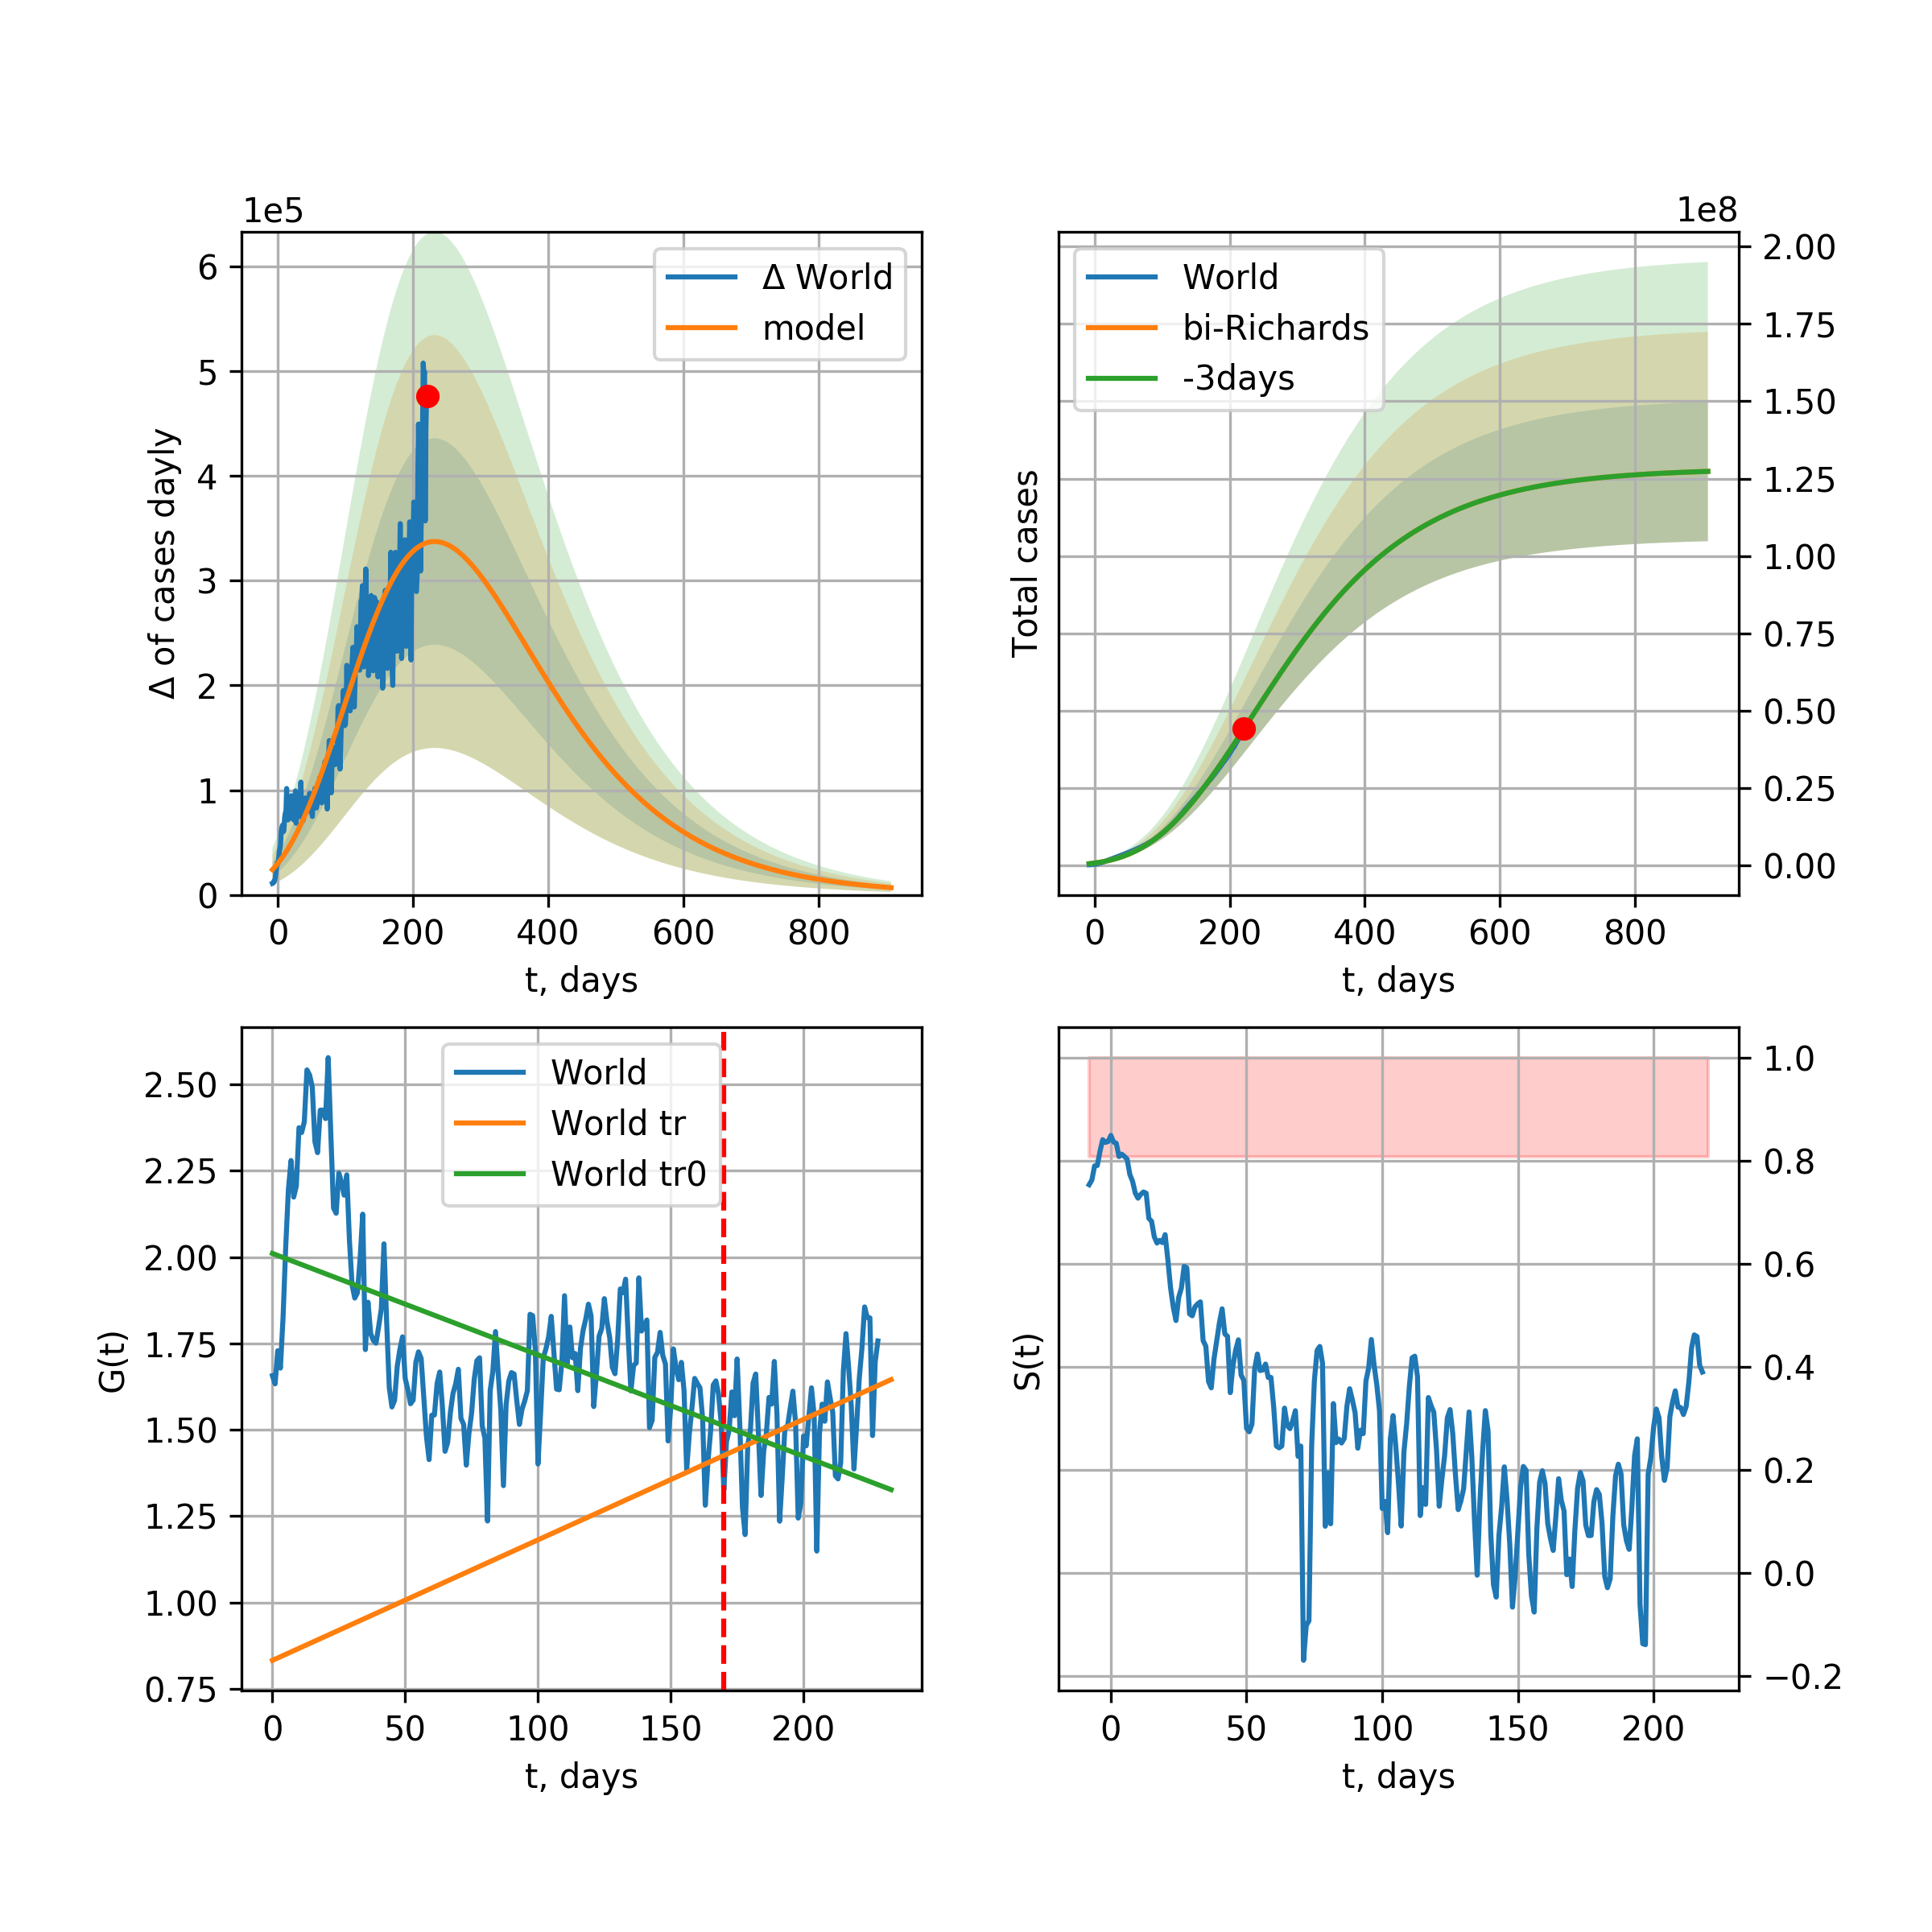 1e5
Δ of cases dayly
6
5
4
3
2
1
0
Δ World
model
0 200 400 600 800
t, days
1e8
Total cases
World
bi-Richards
-3days
2.00
1.75
1.50
1.25
1.00
0.75
0.50
0.25
0.00
0 200 400 600 800
t, days
G(t)
2.50
2.25
2.00
1.75
1.50
1.25
1.00
0.75
World
World tr
World tr0
0 50 100 150 200
t, days
S(t)
1.0
0.8
0.6
0.4
0.2
0.0
−0.2
0 50 100 150 200
t, days